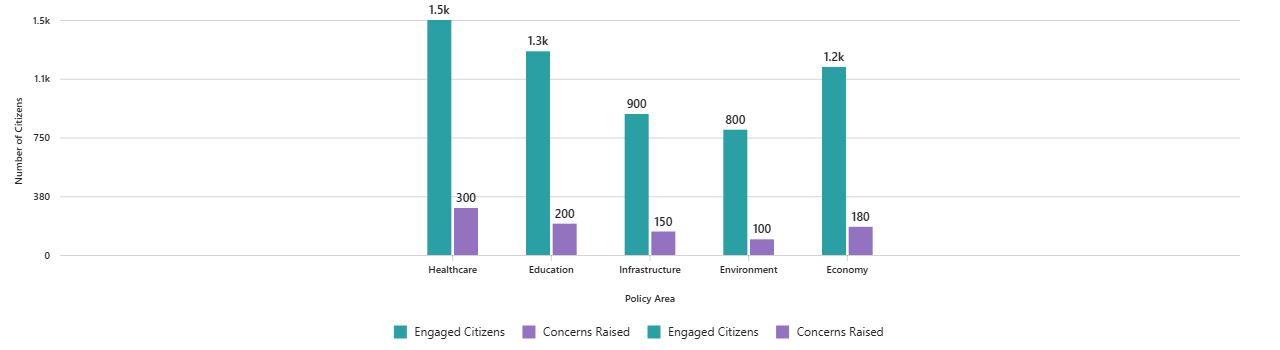 1.5k
1.5k
1.3k
1.2k
1.1k
900
800
750
380
300
200
150
100
180
0
Number of Citizens
Healthcare Education Infrastructure Environment Economy
Policy Area
Engaged Citizens Concerns Raised Engaged Citizens Concerns Raised